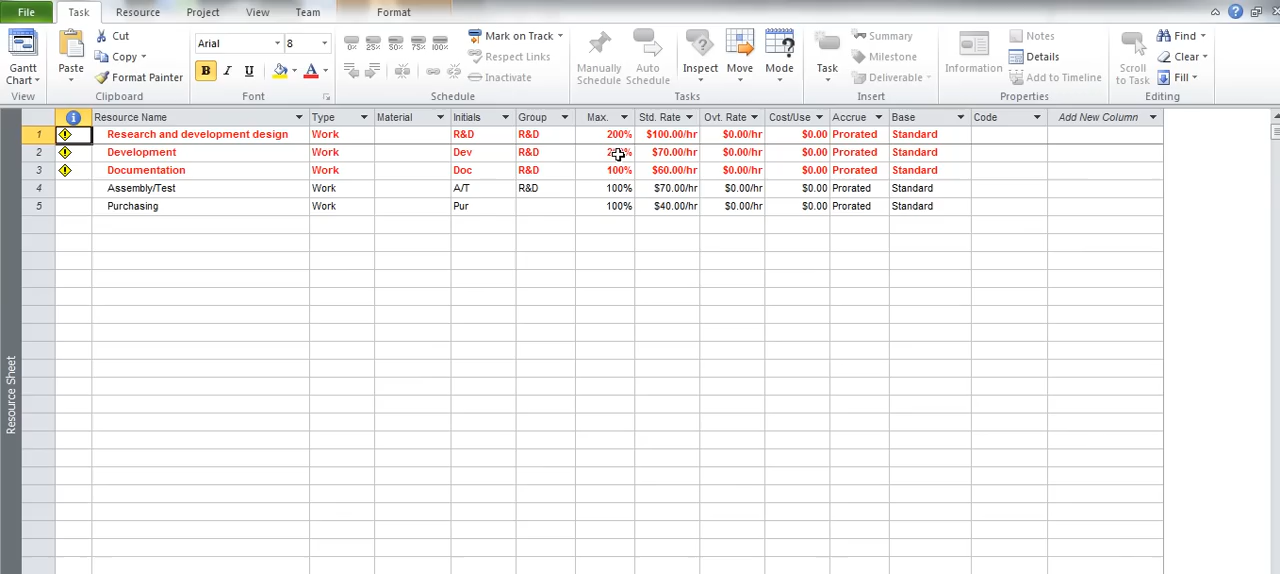 File Task Resource Project View Team Format
Gantt Chart
View
Paste
Cut
Copy
Format Painter
Clipboard
Arial 8
B I U A
Font
0% 25% 50% 75% 100%
Mark on Track
Respect Links
Inactivate
Schedule
Manually Schedule
Auto Schedule
Inspect
Move
Mode
Tasks
Task
Summary
Milestone
Deliverable
Insert
Information
Notes
Details
Add to Timeline
Properties
Scroll to Task
Find
Clear
Fill
Editing
Resource Name Type Material Initials Group Max. Std. Rate Ovt. Rate Cost/Use Accrue Base Code Add New Column
1 Research and development design Work R&D R&D 200% $100.00/hr $0.00/hr $0.00 Prorated Standard
2 Development Work Dev R&D $70.00/hr $0.00/hr $0.00 Prorated Standard
3 Documentation Work Doc R&D 100% $60.00/hr $0.00/hr $0.00 Prorated Standard
4 Assembly/Test Work A/T R&D 100% $70.00/hr $0.00/hr $0.00 Prorated Standard
5 Purchasing Work Pur 100% $40.00/hr $0.00/hr $0.00 Prorated Standard
Resource Sheet